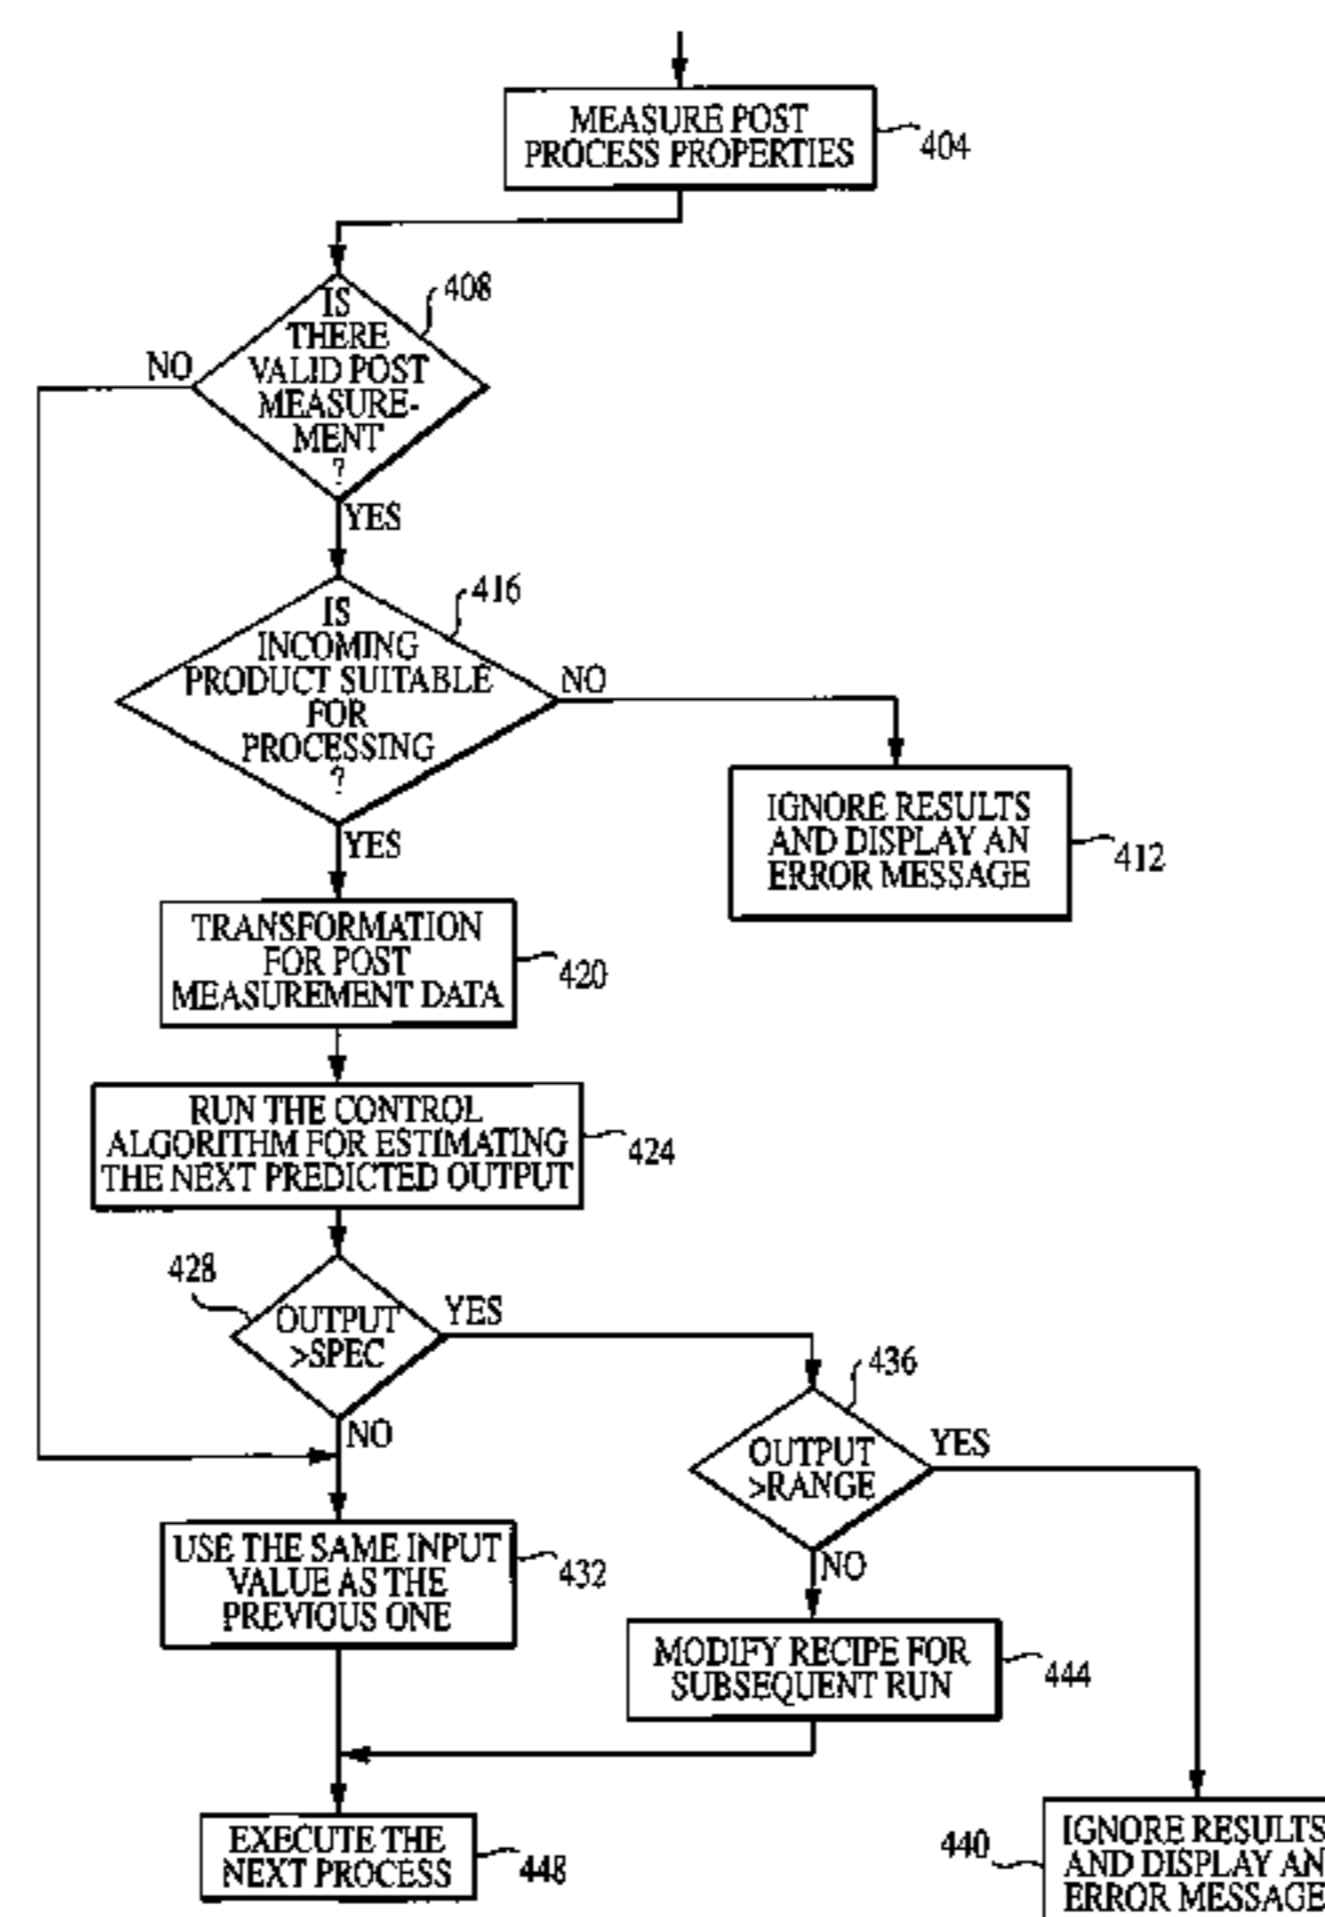 MEASURE POST
PROCESS PROPERTIES
404
408
IS
THERE
VALID POST
MEASURE-
MENT
?
NO
YES
416
IS
INCOMING
PRODUCT SUITABLE
FOR
PROCESSING
?
NO
YES
IGNORE RESULTS
AND DISPLAY AN
ERROR MESSAGE
412
TRANSFORMATION
FOR POST
MEASUREMENT DATA
420
RUN THE CONTROL
ALGORITHM FOR ESTIMATING
THE NEXT PREDICTED OUTPUT
424
428
OUTPUT
>SPEC
YES
NO
436
OUTPUT
>RANGE
YES
NO
USE THE SAME INPUT
VALUE AS THE
PREVIOUS ONE
432
MODIFY RECIPE FOR
SUBSEQUENT RUN
444
EXECUTE THE
NEXT PROCESS
448
440
IGNORE RESULTS
AND DISPLAY AN
ERROR MESSAGE